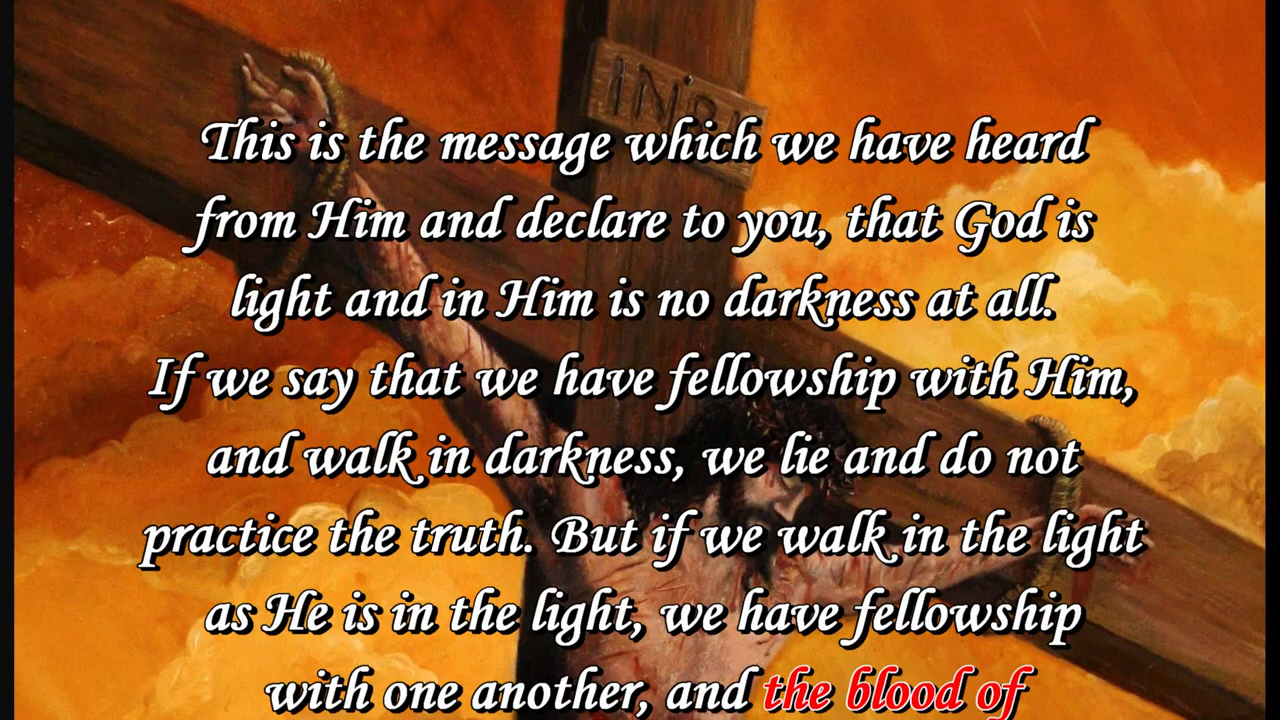 INRI
This is the message which we have heard
from Him and declare to you, that God is
light and in Him is no darkness at all.
If we say that we have fellowship with Him,
and walk in darkness, we lie and do not
practice the truth. But if we walk in the light
as He is in the light, we have fellowship
with one another, and the blood of